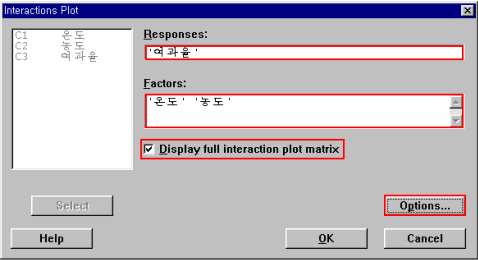 Interactions Plot
C1 온도
C2 농도
C3 여과율
Responses:
'여과율'
Factors:
'온도' '농도'
Display full interaction plot matrix
Select
Options...
Help
OK
Cancel